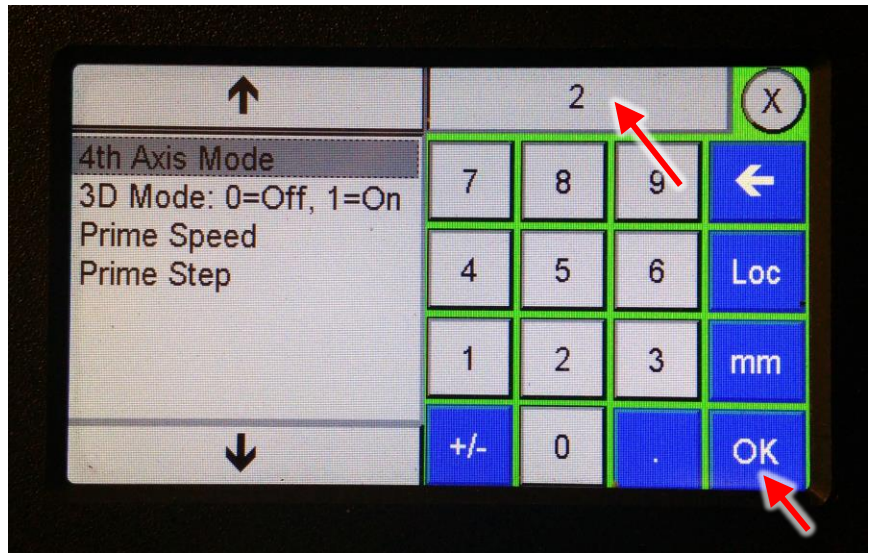 2
X
4th Axis Mode
3D Mode: 0=Off, 1=On
Prime Speed
Prime Step
7 8 9
4 5 6 Loc
1 2 3 mm
+/- 0 . OK